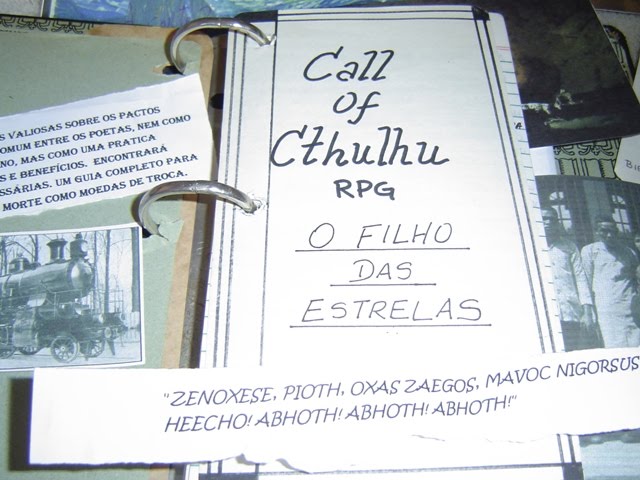 S VALIOSAS SOBRE OS PACTOS
OMUM ENTRE OS POETAS, NEM COMO
NO, MAS COMO UMA PRATICA
S E BENEFÍCIOS. ENCONTRARÁ
SSÁRIAS. UM GUIA COMPLETO PARA
MORTE COMO MOEDAS DE TROCA.
Call
of
Cthulhu
RPG
O FILHO
DAS
ESTRELAS
"ZENOXESE, PIOTH, OXAS ZAEGOS, MAVOC NIGORSUS
HEECHO! ABHOTH! ABHOTH! ABHOTH!"